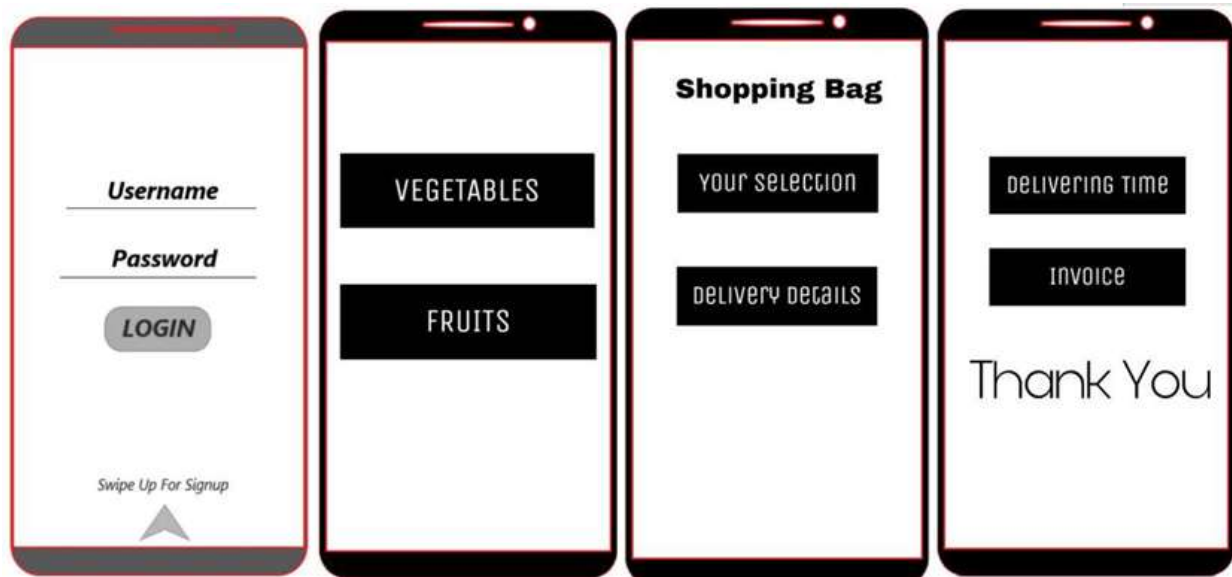 Username
Password
LOGIN
Swipe Up For Signup
VEGETABLES
FRUITS
Shopping Bag
Your Selection
Delivery Details
Delivering Time
Invoice
Thank You